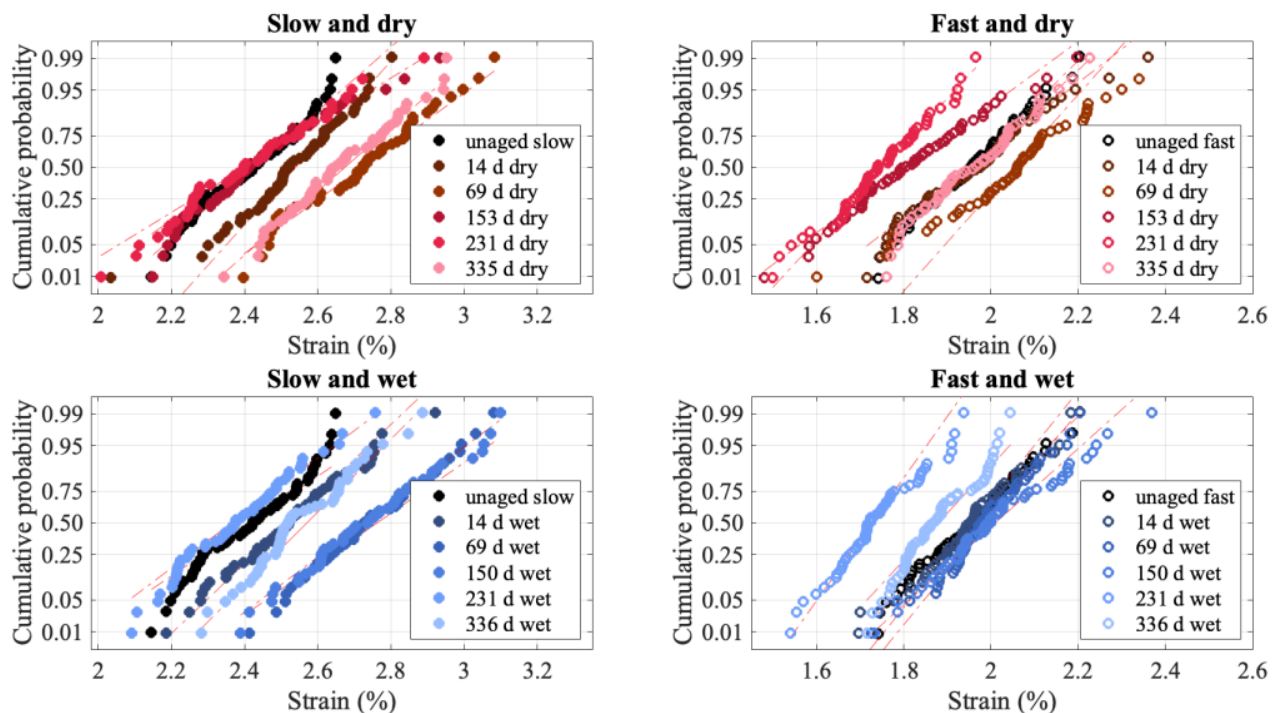 Slow and dry
Cumulative probability
0.99
0.95
0.75
0.50
0.25
0.05
0.01
unaged slow
14 d dry
69 d dry
153 d dry
231 d dry
335 d dry
2
2.2
2.4
2.6
2.8
3
3.2
Strain (%)
Fast and dry
Cumulative probability
0.99
0.95
0.75
0.50
0.25
0.05
0.01
unaged fast
14 d dry
69 d dry
153 d dry
231 d dry
335 d dry
1.6
1.8
2
2.2
2.4
2.6
Strain (%)
Slow and wet
Cumulative probability
0.99
0.95
0.75
0.50
0.25
0.05
0.01
unaged slow
14 d wet
69 d wet
150 d wet
231 d wet
336 d wet
2
2.2
2.4
2.6
2.8
3
3.2
Strain (%)
Fast and wet
Cumulative probability
0.99
0.95
0.75
0.50
0.25
0.05
0.01
unaged fast
14 d wet
69 d wet
150 d wet
231 d wet
336 d wet
1.6
1.8
2
2.2
2.4
2.6
Strain (%)